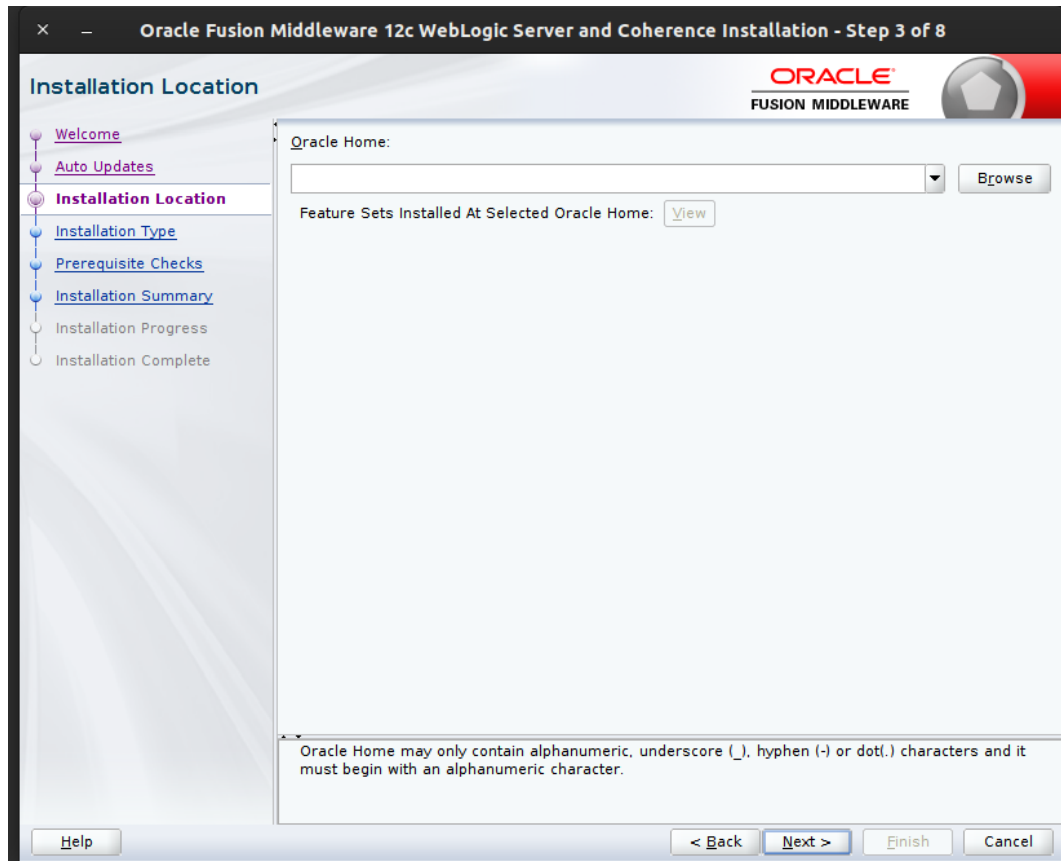 Oracle Fusion Middleware 12c WebLogic Server and Coherence Installation - Step 3 of 8
Installation Location
ORACLE
FUSION MIDDLEWARE
Welcome
Auto Updates
Installation Location
Installation Type
Prerequisite Checks
Installation Summary
Installation Progress
Installation Complete
Oracle Home:
Browse
Feature Sets Installed At Selected Oracle Home: View
Oracle Home may only contain alphanumeric, underscore (_), hyphen (-) or dot(.) characters and it
must begin with an alphanumeric character.
Help
< Back Next > Finish Cancel